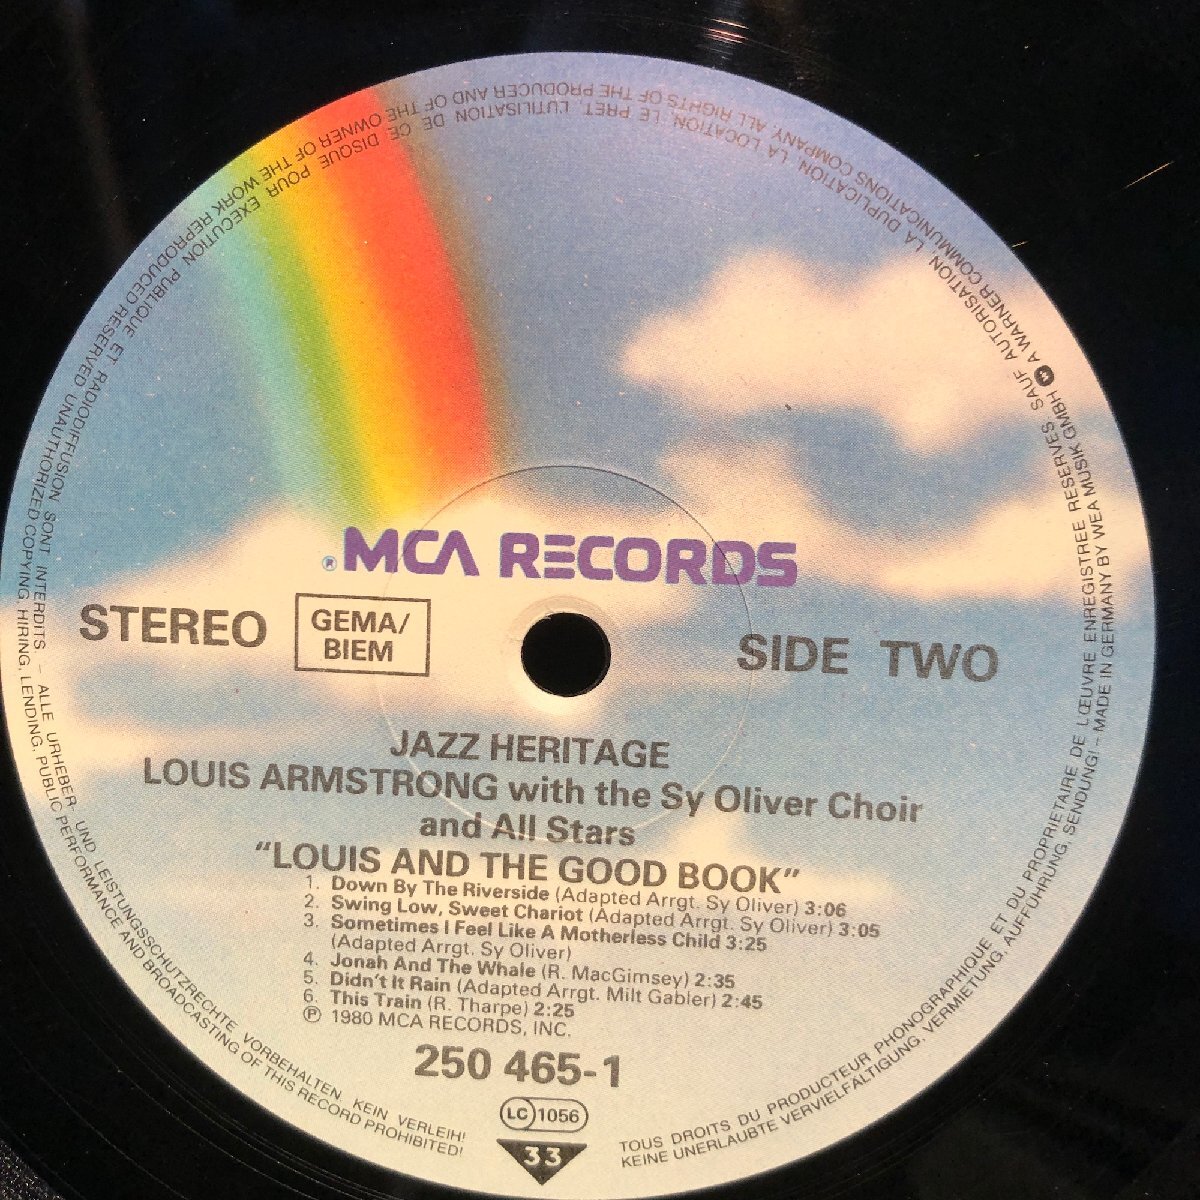 ® MCA RECORDS
STEREO
GEMA/
BIEM
SIDE TWO
JAZZ HERITAGE
LOUIS ARMSTRONG with the Sy Oliver Choir
and All Stars
"LOUIS AND THE GOOD BOOK"
1. Down By The Riverside (Adapted Arrgt. Sy Oliver) 3:06
2. Swing Low, Sweet Chariot (Adapted Arrgt. Sy Oliver) 3:05
3. Sometimes I Feel Like A Motherless Child 3:25
(Adapted Arrgt. Sy Oliver)
4. Jonah And The Whale (R. MacGimsey) 2:35
5. Didn't It Rain (Adapted Arrgt. Milt Gabler) 2:45
6. This Train (R. Tharpe) 2:25
℗ 1980 MCA RECORDS, INC.
250 465-1
LC 1056
33
TOUS DROITS DU PRODUCTEUR PHONOGRAPHIQUE ET DU PROPRIETAIRE DE L'ŒUVRE ENREGISTREE RESERVES SAUF AUTORISATION, LA DUPLICATION, LA LOCATION, LE PRET, L'UTILISATION DE CE DISQUE POUR EXECUTION PUBLIQUE ET RADIODIFFUSION SONT INTERDITS. – ALLE URHEBER- UND LEISTUNGSSCHUTZRECHTE VORBEHALTEN. KEIN VERLEIH!
KEINE UNERLAUBTE VERVIELFÄLTIGUNG, VERMIETUNG, AUFFÜHRUNG, SENDUNG! – MADE IN GERMANY BY WEA MUSIK GMBH A WARNER COMMUNICATIONS COMPANY. ALL RIGHTS OF THE PRODUCER AND OF THE OWNER OF THE WORK REPRODUCED RESERVED UNAUTHORIZED COPYING, HIRING, LENDING, PUBLIC PERFORMANCE AND BROADCASTING OF THIS RECORD PROHIBITED!